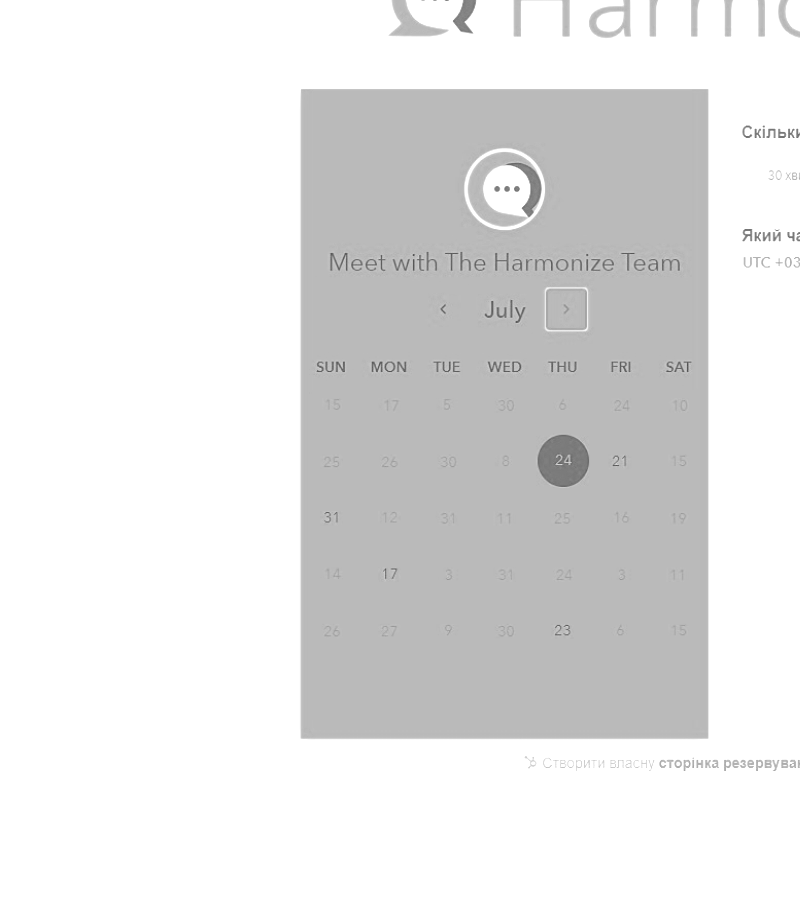 Harmo
Meet with The Harmonize Team
July
SUN MON TUE WED THU FRI SAT
15 17 5 30 6 24 10
25 26 30 8 24 21 15
31 12 31 11 25 16 19
14 17 3 31 24 3 11
26 27 9 30 23 6 15
Скільки
30 хви
Який ча
UTC +03
Створити власну сторінка резервуван